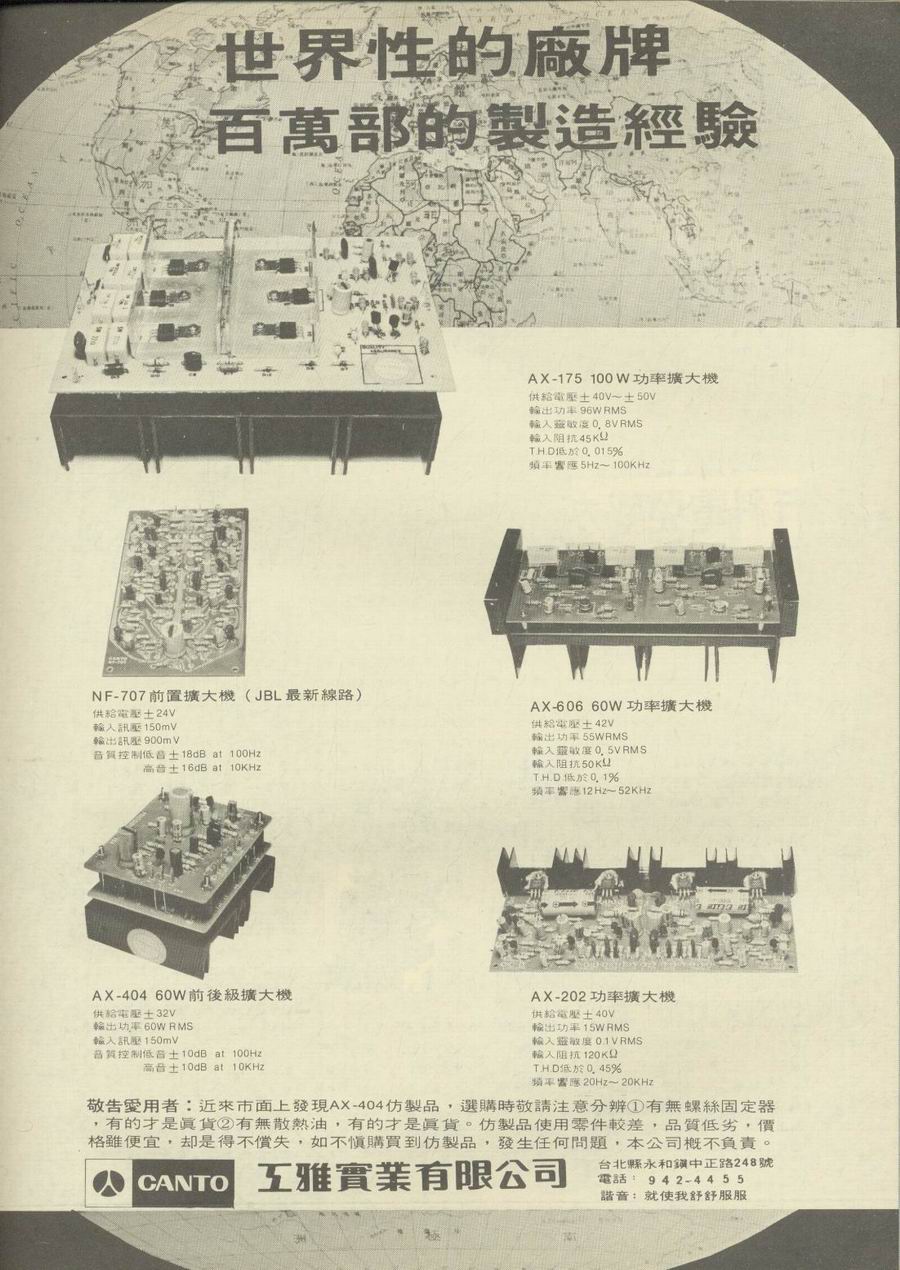 世界性的廠牌
百萬部的製造經驗
AX-175 100W功率擴大機
供給電壓±40V～±50V
輸出功率96WRMS
輸入靈敏度0.8VRMS
輸入阻抗45KΩ
T.H.D低於0.015%
頻率響應5Hz～100KHz
NF-707前置擴大機（JBL最新線路）
供給電壓±24V
輸入訊壓150mV
輸出訊壓900mV
音質控制低音±18dB at 100Hz
高音±16dB at 10KHz
AX-606 60W功率擴大機
供給電壓±42V
輸出功率55WRMS
輸入靈敏度0.5VRMS
輸入阻抗50KΩ
T.H.D.低於0.1%
頻率響應12Hz～52KHz
AX-404 60W前後級擴大機
供給電壓±32V
輸出功率60WRMS
輸入訊壓150mV
音質控制低音±10dB at 100Hz
高音±10dB at 10KHz
AX-202功率擴大機
供給電壓±40V
輸出功率15WRMS
輸入靈敏度0.1VRMS
輸入阻抗120KΩ
T.H.D低於0.45%
頻率響應20Hz～20KHz
敬告愛用者：近來市面上發現AX-404仿製品，選購時敬請注意分辨①有無螺絲固定器
，有的才是眞貨②有無散熱油，有的才是眞貨。仿製品使用零件較差，品質低劣，價
格雖便宜，却是得不償失，如不愼購買到仿製品，發生任何問題，本公司概不負責。
CANTO
工雅實業有限公司
台北縣永和鎭中正路248號
電話：942-4455
諧音：就使我舒舒服服